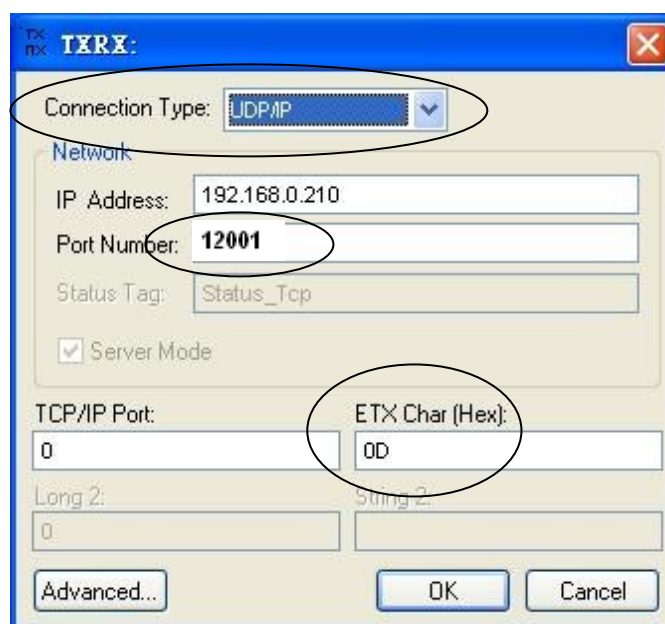 TX
RX TXRX:
Connection Type: UDP/IP
Network
IP Address: 192.168.0.210
Port Number: 12001
Status Tag: Status_Tcp
Server Mode
TCP/IP Port: ETX Char (Hex):
0 0D
Long 2: String 2:
0
Advanced... OK Cancel